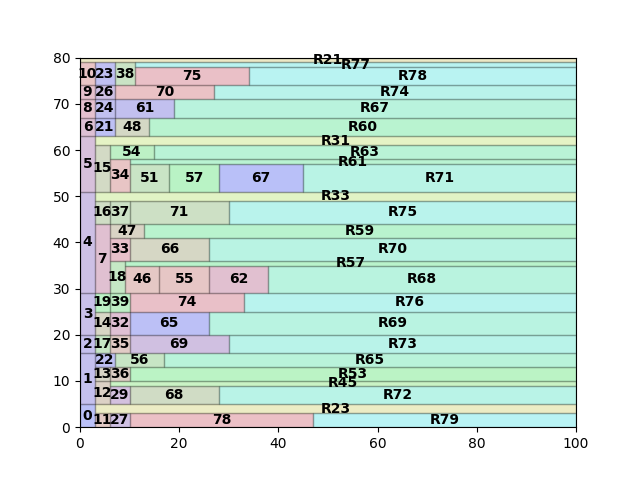 80
R21
R77
10 23 38 75 R78
9 26 70 R74
70
8 24 61 R67
6 21 48 R60
R31
60
54 R63
5 15 R61
34 51 57 67 R71
50
R33
16 37 71 R75
47 R59
40
4 33 66 R70
7 R57
18 46 55 62 R68
30
19 39 74 R76
3
14 32 65 R69
20
2 17 35 69 R73
22 56 R65
1 13 36 R53
10
R45
12 29 68 R72
0 R23
11 27 78 R79
0
0 20 40 60 80 100